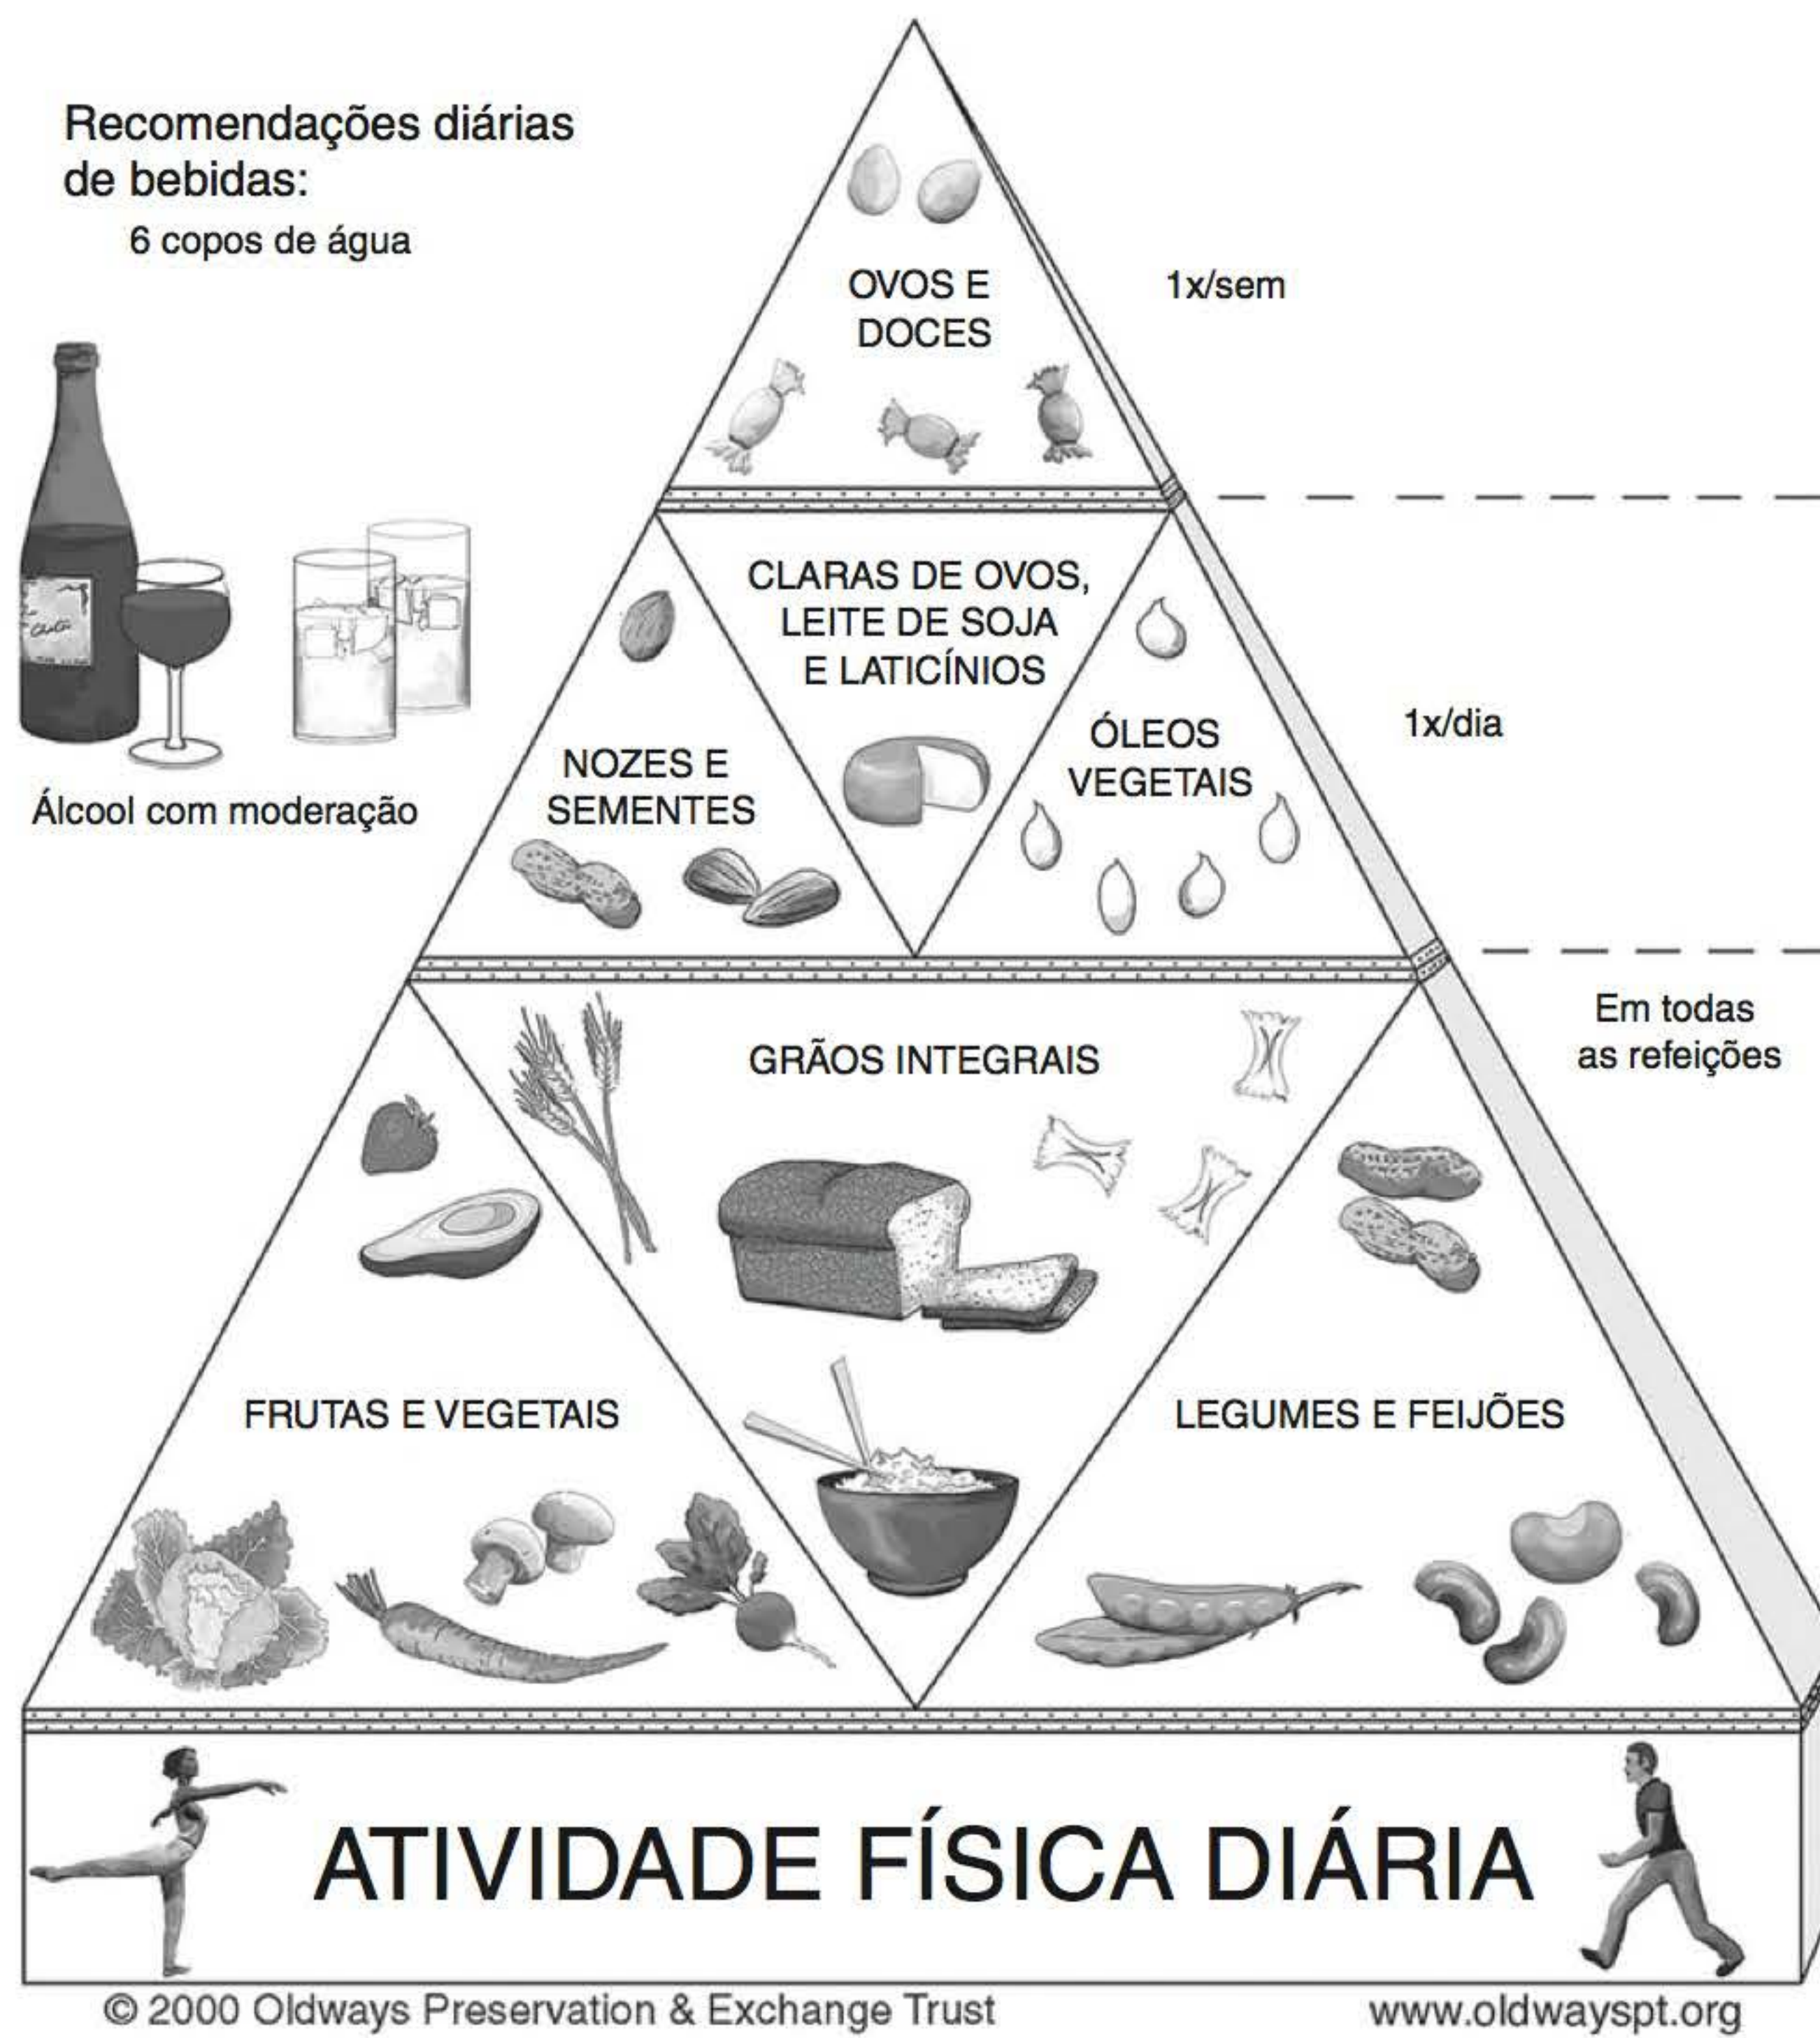 Recomendações diárias
de bebidas:
6 copos de água
OVOS E
DOCES
1x/sem
CLARAS DE OVOS,
LEITE DE SOJA
E LATICÍNIOS
NOZES E
SEMENTES
ÓLEOS
VEGETAIS
1x/dia
Álcool com moderação
Em todas
as refeições
GRÃOS INTEGRAIS
FRUTAS E VEGETAIS
LEGUMES E FEIJÕES
ATIVIDADE FÍSICA DIÁRIA
© 2000 Oldways Preservation & Exchange Trust
www.oldwayspt.org